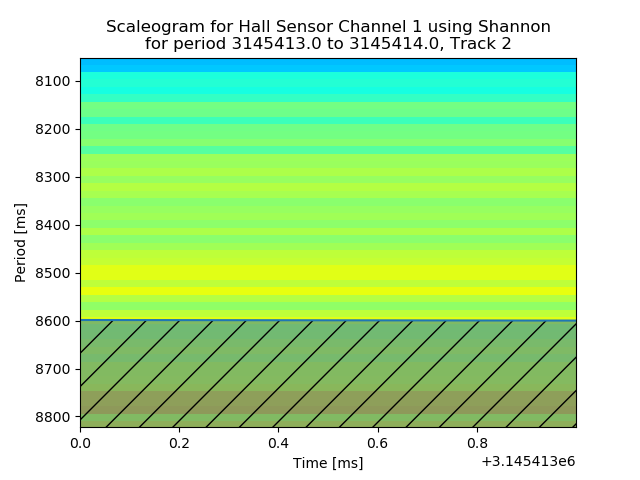 Scaleogram for Hall Sensor Channel 1 using Shannon
for period 3145413.0 to 3145414.0, Track 2
8100
8200
8300
8400
8500
8600
8700
8800
Period [ms]
0.0 0.2 0.4 0.6 0.8
Time [ms]
+3.145413e6